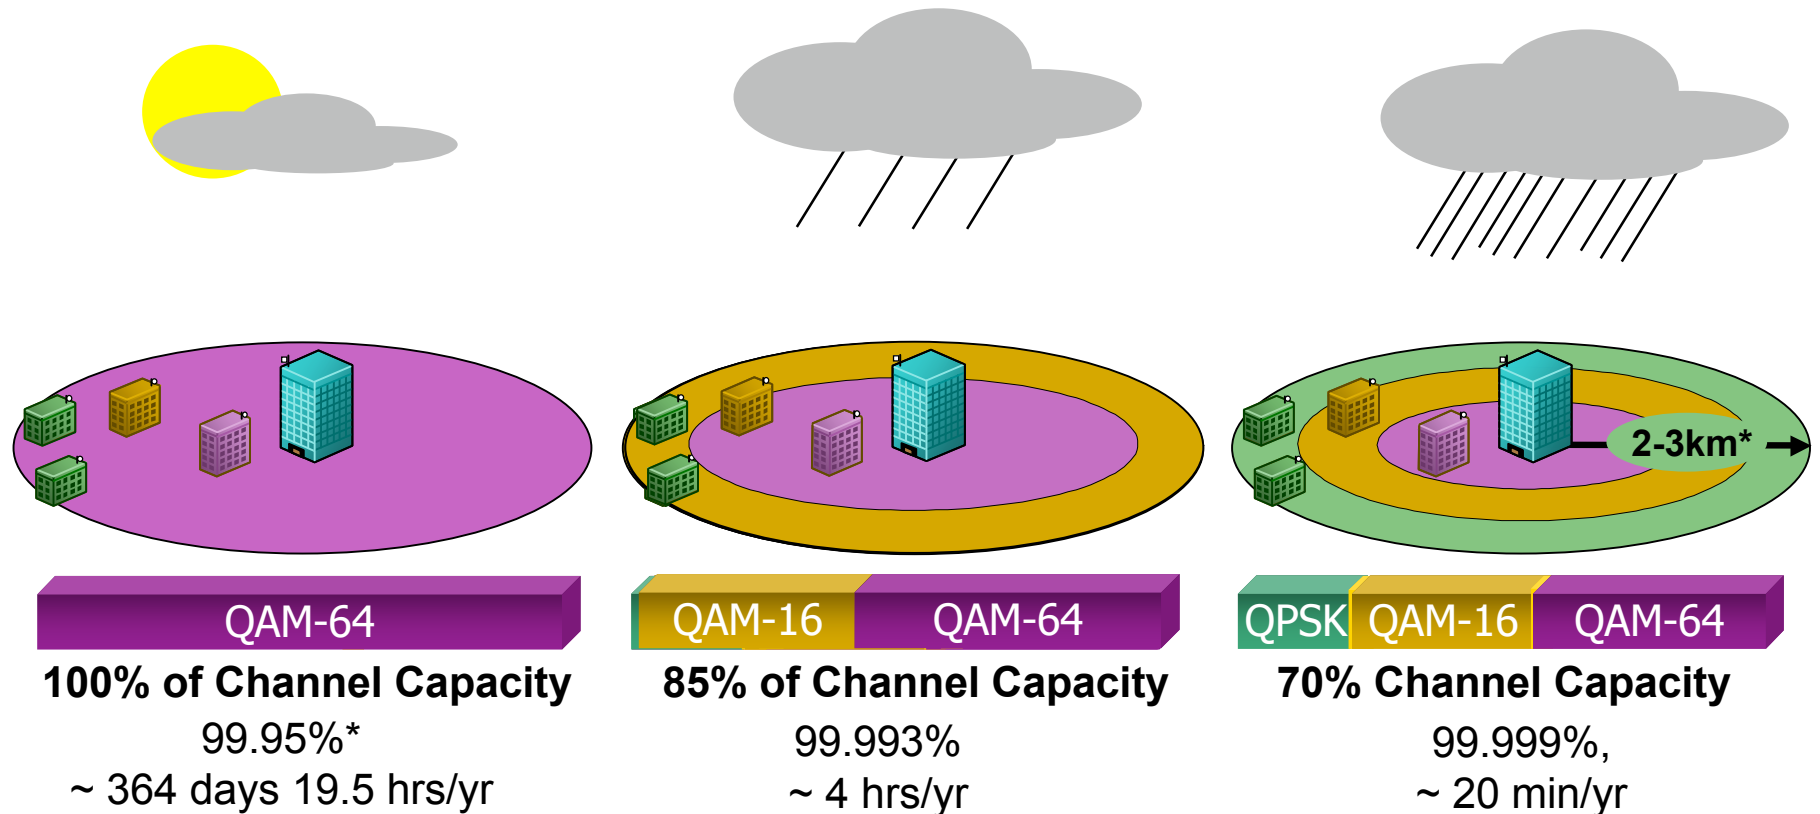 2-3km*
QAM-64
QAM-16 QAM-64
QPSK QAM-16 QAM-64
100% of Channel Capacity
99.95%*
~ 364 days 19.5 hrs/yr
85% of Channel Capacity
99.993%
~ 4 hrs/yr
70% Channel Capacity
99.999%,
~ 20 min/yr